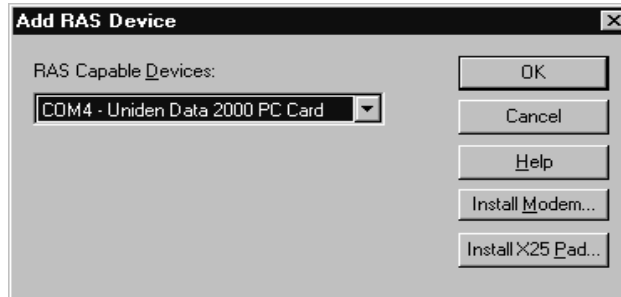 Add RAS Device
RAS Capable Devices:
COM4 - Uniden Data 2000 PC Card
OK
Cancel
Help
Install Modem...
Install X25 Pad...